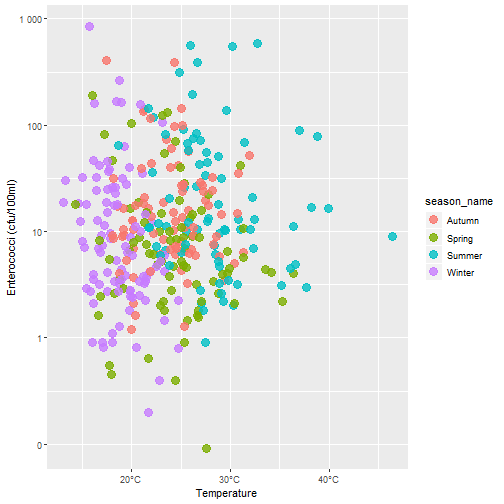 1 000
100
10
1
0
Enterococci (cfu/100ml)
20°C
30°C
40°C
Temperature
season_name
Autumn
Spring
Summer
Winter